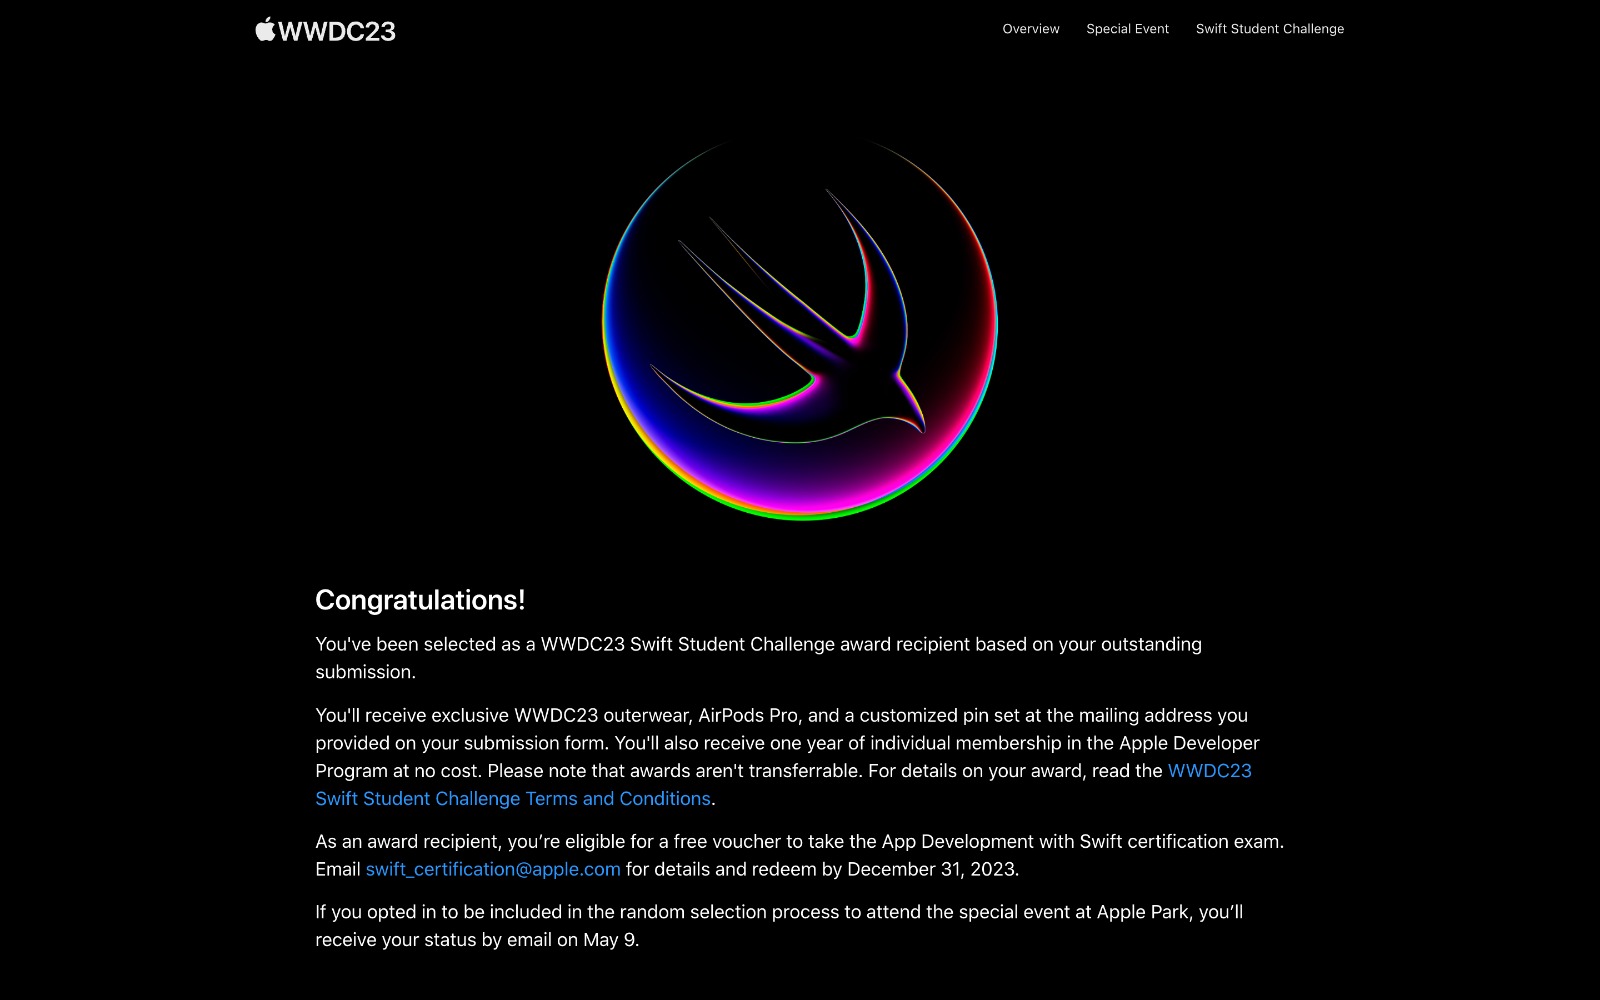 WWDC23
Overview Special Event Swift Student Challenge
Congratulations!
You've been selected as a WWDC23 Swift Student Challenge award recipient based on your outstanding
submission.
You'll receive exclusive WWDC23 outerwear, AirPods Pro, and a customized pin set at the mailing address you
provided on your submission form. You'll also receive one year of individual membership in the Apple Developer
Program at no cost. Please note that awards aren't transferrable. For details on your award, read the WWDC23
Swift Student Challenge Terms and Conditions.
As an award recipient, you’re eligible for a free voucher to take the App Development with Swift certification exam.
Email swift_certification@apple.com for details and redeem by December 31, 2023.
If you opted in to be included in the random selection process to attend the special event at Apple Park, you’ll
receive your status by email on May 9.